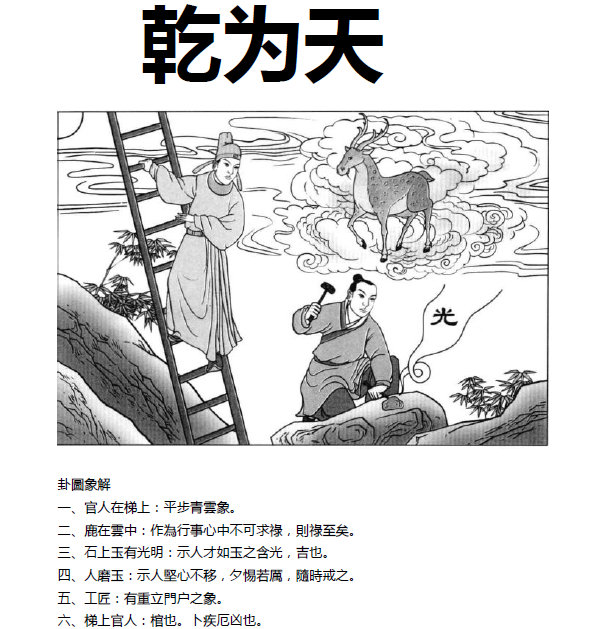 乾为天
光
卦圖象解
一、官人在梯上：平步青雲象。
二、鹿在雲中：作為行事心中不可求祿，則祿至矣。
三、石上玉有光明：示人才如玉之含光，吉也。
四、人磨玉：示人堅心不移，夕惕若厲，隨時戒之。
五、工匠：有重立門户之象。
六、梯上官人：棺也。卜疾厄凶也。